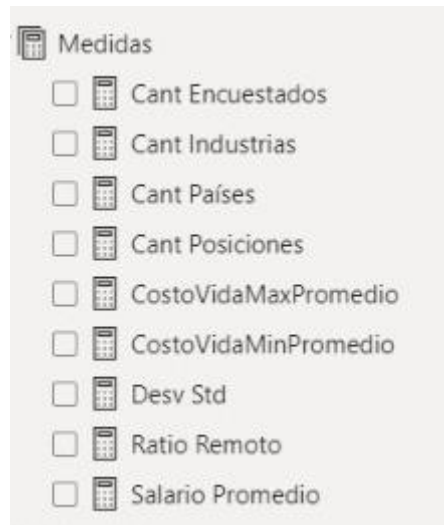 Medidas
Cant Encuestados
Cant Industrias
Cant Países
Cant Posiciones
CostoVidaMaxPromedio
CostoVidaMinPromedio
Desv Std
Ratio Remoto
Salario Promedio